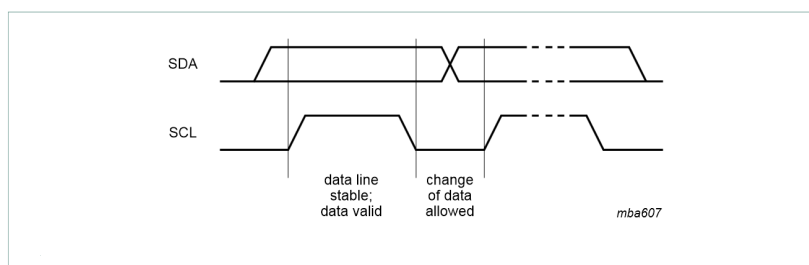 SDA
SCL
data line
stable;
data valid
change
of data
allowed
mba607